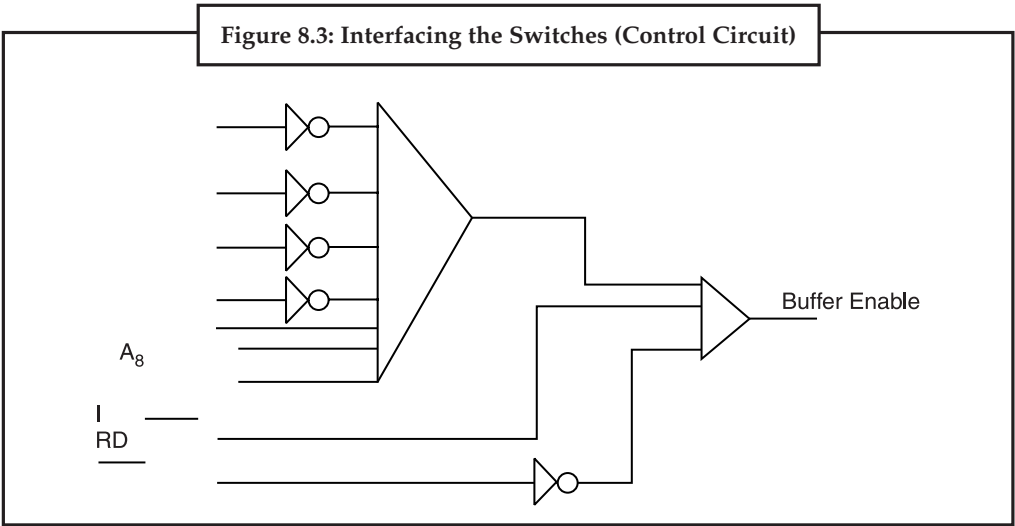 Figure 8.3: Interfacing the Switches (Control Circuit)
Buffer Enable
A8
I
RD